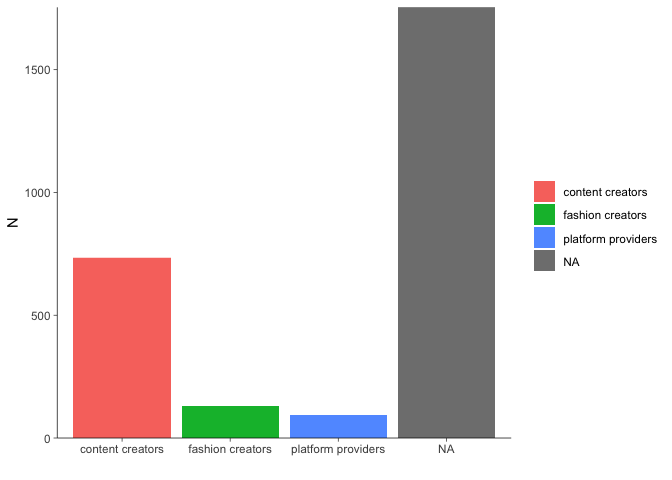 N
1500
1000
500
0
content creators
fashion creators
platform providers
NA
content creators
fashion creators
platform providers
NA